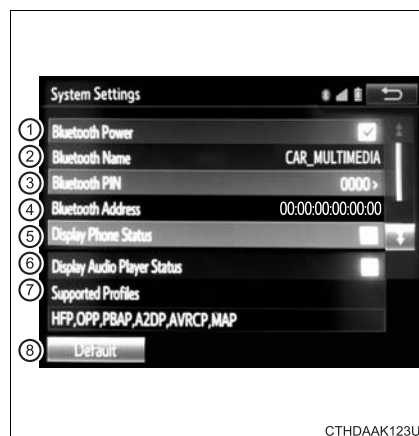 System Settings
① Bluetooth Power
② Bluetooth Name CAR_MULTIMEDIA
③ Bluetooth PIN 0000 >
④ Bluetooth Address 00:00:00:00:00:00
⑤ Display Phone Status
⑥ Display Audio Player Status
⑦ Supported Profiles
HFP,OPP,PBAP,A2DP,AVRCP,MAP
⑧ Default
CTHDAAK123U